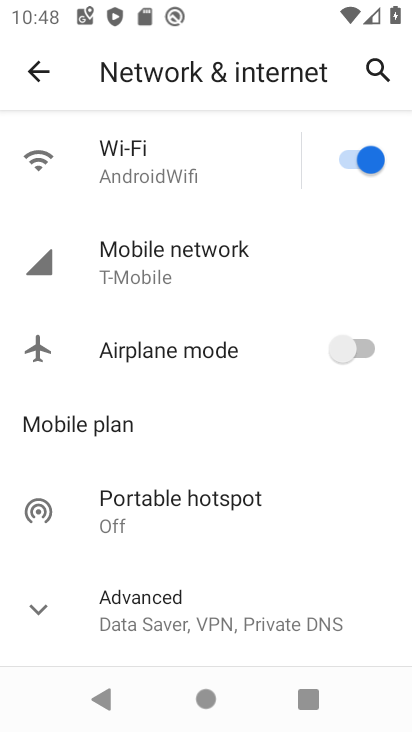 10:48
Network & internet
Wi-Fi
AndroidWifi
Mobile network
T-Mobile
Airplane mode
Mobile plan
Portable hotspot
Off
Advanced
Data Saver, VPN, Private DNS